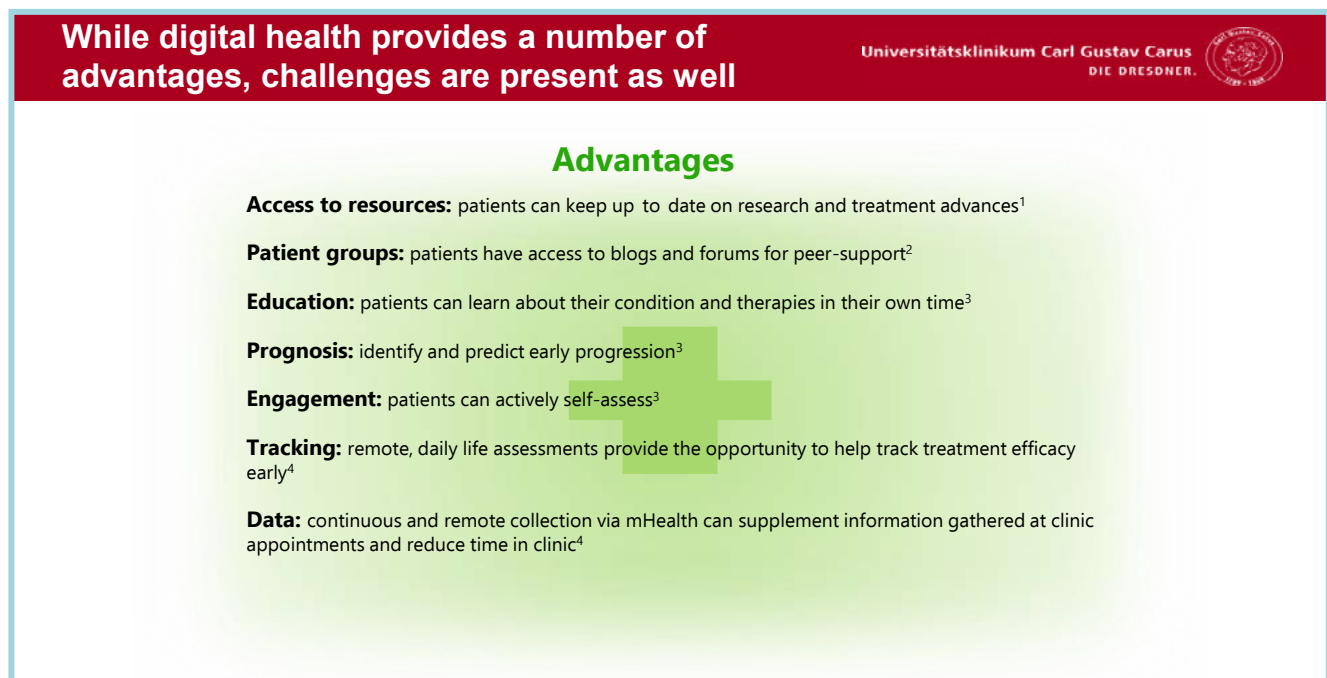 While digital health provides a number of
advantages, challenges are present as well
Universitätsklinikum Carl Gustav Carus
DIE DRESDNER.
Advantages
Access to resources: patients can keep up to date on research and treatment advances¹
Patient groups: patients have access to blogs and forums for peer-support²
Education: patients can learn about their condition and therapies in their own time³
Prognosis: identify and predict early progression³
Engagement: patients can actively self-assess³
Tracking: remote, daily life assessments provide the opportunity to help track treatment efficacy
early⁴
Data: continuous and remote collection via mHealth can supplement information gathered at clinic
appointments and reduce time in clinic⁴